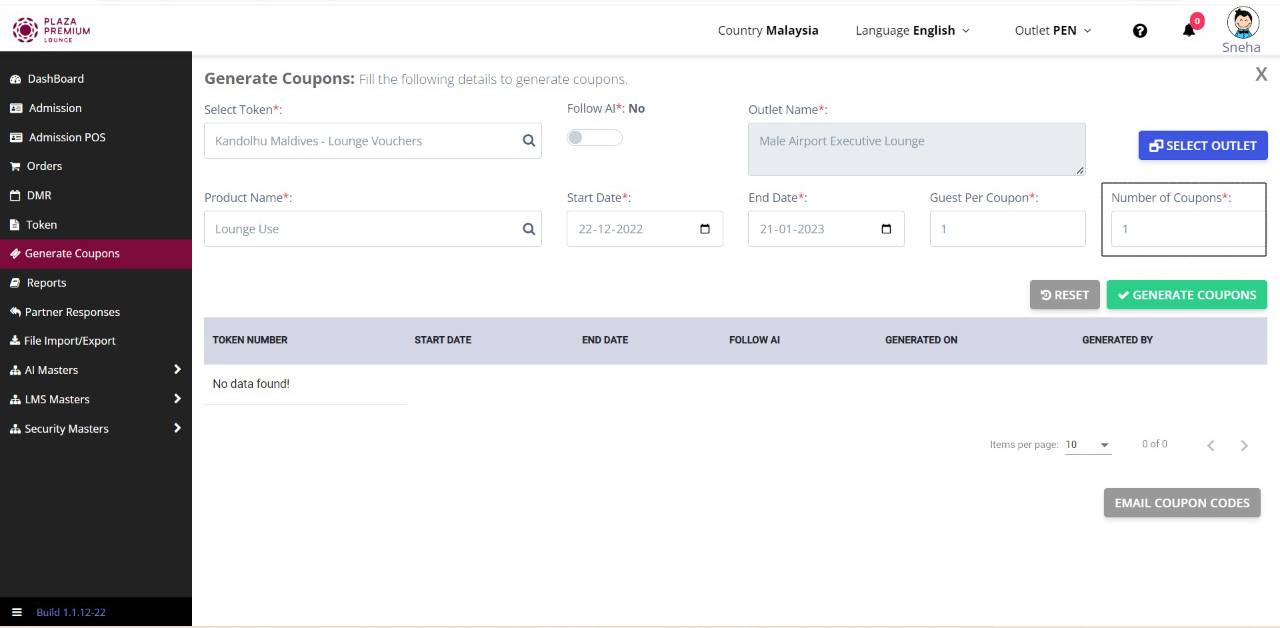 PLAZA
PREMIUM
LOUNGE
Country Malaysia
Language English
Outlet PEN
0
Sneha
DashBoard
Admission
Admission POS
Orders
DMR
Token
Generate Coupons
Reports
Partner Responses
File Import/Export
AI Masters
LMS Masters
Security Masters
Build 1.1.12-22
Generate Coupons: Fill the following details to generate coupons.
X
Select Token*:
Kandolhu Maldives - Lounge Vouchers
Follow AI*: No
Outlet Name*:
Male Airport Executive Lounge
SELECT OUTLET
Product Name*:
Lounge Use
Start Date*:
22-12-2022
End Date*:
21-01-2023
Guest Per Coupon*:
1
Number of Coupons*:
1
RESET
GENERATE COUPONS
TOKEN NUMBER START DATE END DATE FOLLOW AI GENERATED ON GENERATED BY
No data found!
Items per page: 10 0 of 0
EMAIL COUPON CODES